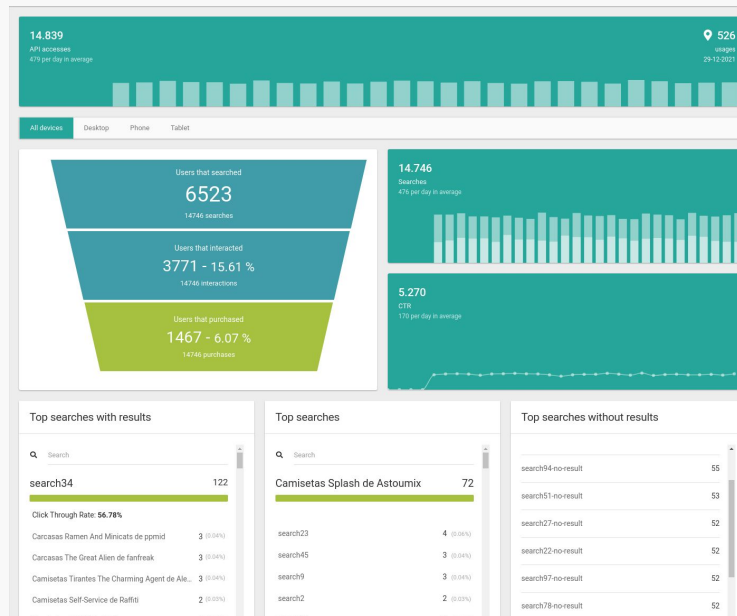 14.839
API accesses
479 per day in average
526
usages
29-12-2021
All devices
Desktop
Phone
Tablet
Users that searched
6523
14746 searches
Users that interacted
3771 - 15.61 %
14746 interactions
Users that purchased
1467 - 6.07 %
14746 purchases
14.746
Searches
476 per day in average
5.270
CTR
170 per day in average
Top searches with results
Search
search34 122
Click Through Rate: 56.78%
Carcasas Ramen And Minicats de ppmid 3 (0.04%)
Carcasas The Great Alien de fanfreak 3 (0.04%)
Camisetas Tirantes The Charming Agent de Ale... 3 (0.04%)
Camisetas Self-Service de Raffiti 2 (0.03%)
Top searches
Search
Camisetas Splash de Astoumix 72
search23 4 (0.06%)
search45 3 (0.04%)
search9 3 (0.04%)
search2 2 (0.03%)
Top searches without results
search94-no-result 55
search51-no-result 53
search27-no-result 52
search22-no-result 52
search97-no-result 52
search78-no-result 52